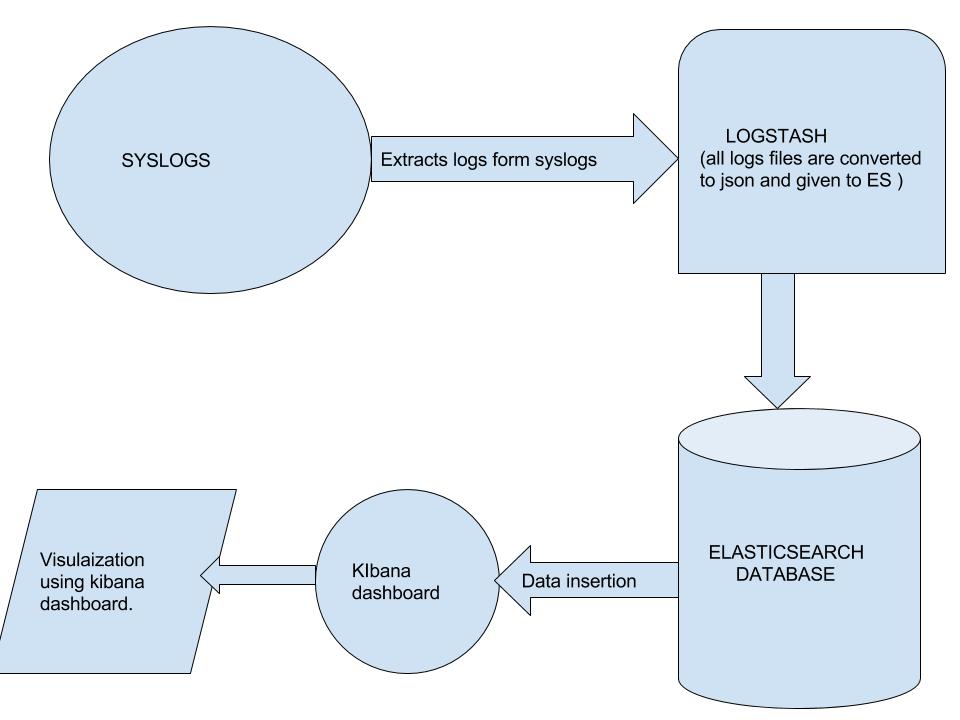 SYSLOGS
Extracts logs form syslogs
LOGSTASH
(all logs files are converted
to json and given to ES )
ELASTICSEARCH
DATABASE
Data insertion
KIbana
dashboard
Visulaization
using kibana
dashboard.